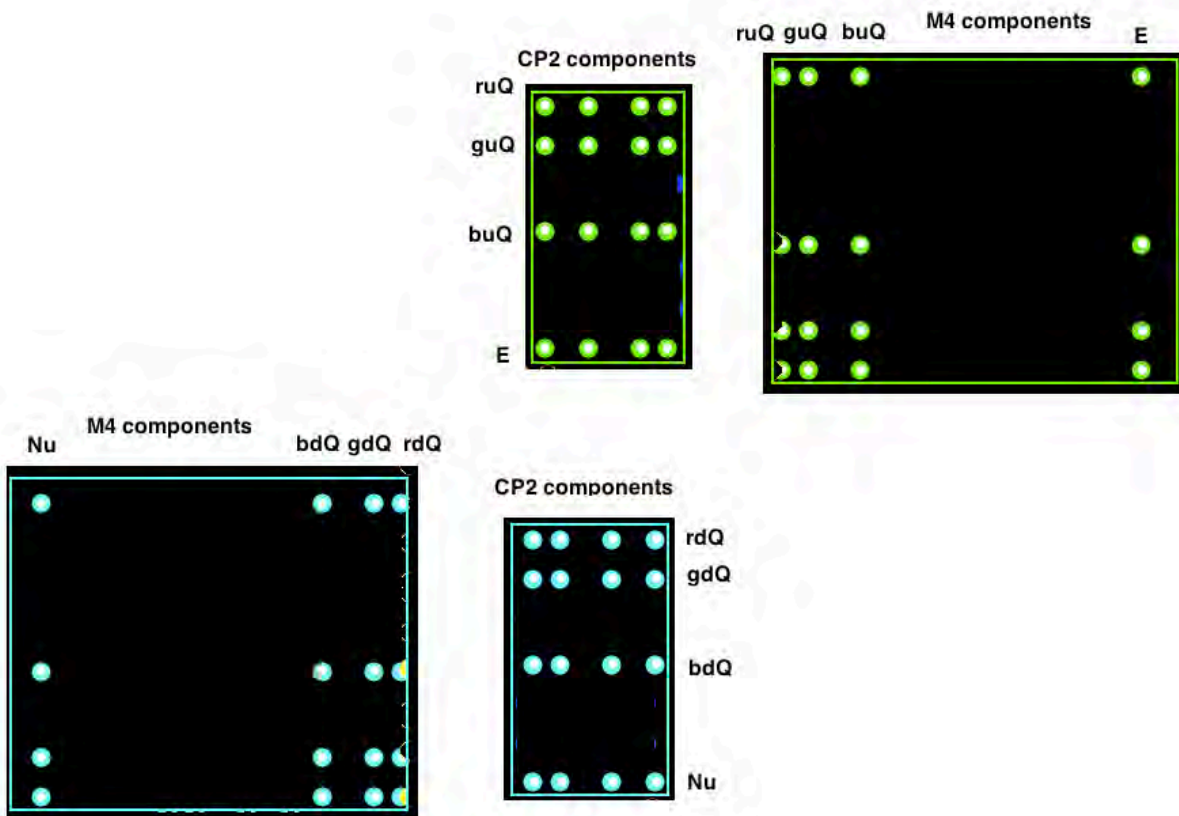 ruQ guQ buQ M4 components E
CP2 components
ruQ
guQ
buQ
E
M4 components
Nu bdQ gdQ rdQ
CP2 components
rdQ
gdQ
bdQ
Nu